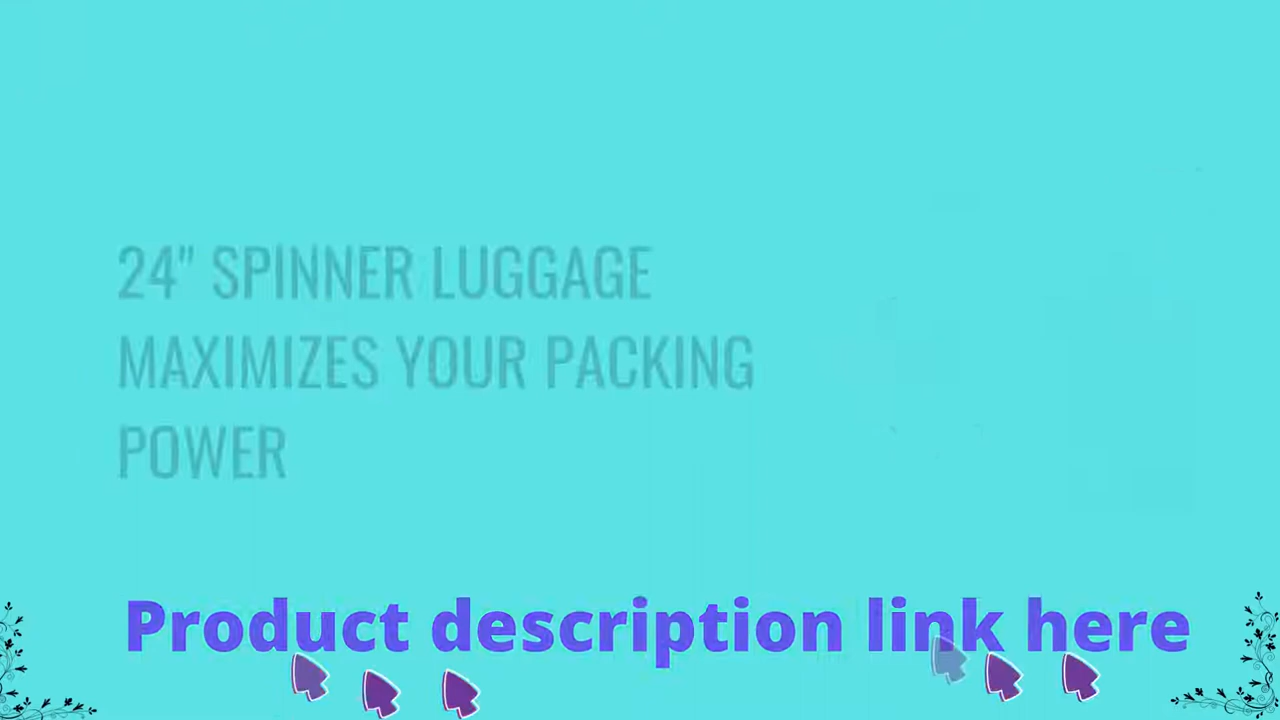 24" SPINNER LUGGAGE
MAXIMIZES YOUR PACKING
POWER
Product description link here